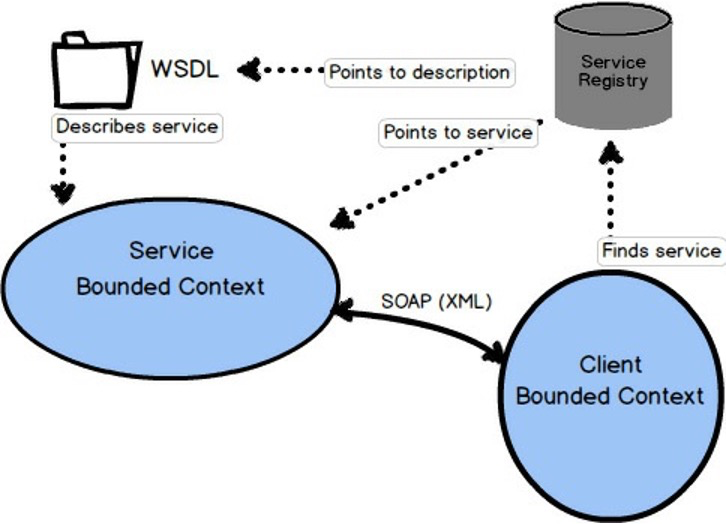 WSDL
Points to description
Service
Registry
Describes service
Points to service
Finds service
Service
Bounded Context
SOAP (XML)
Client
Bounded Context